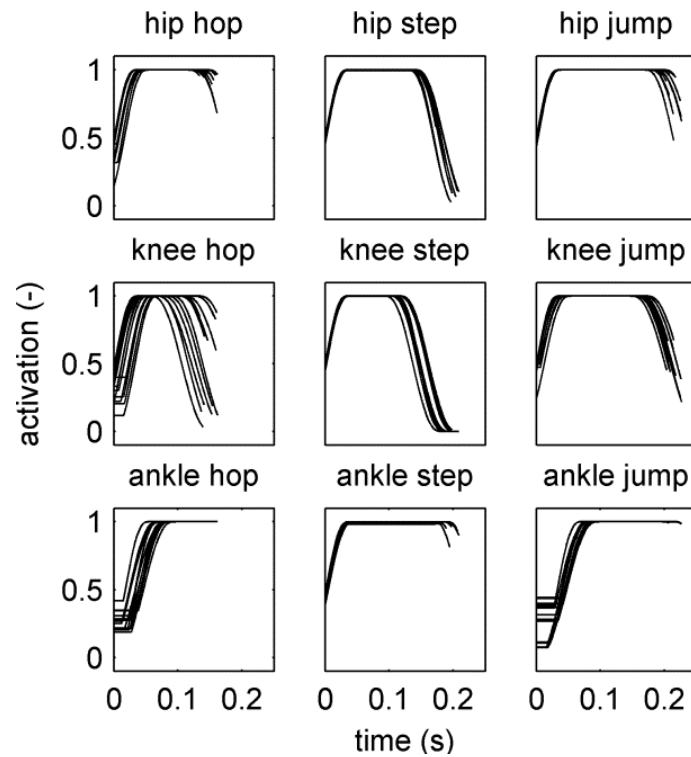 hip hop hip step hip jump
1
0.5
0
knee hop knee step knee jump
1
0.5
0
activation (-)
ankle hop ankle step ankle jump
1
0.5
0
0 0.1 0.2 0 0.1 0.2 0 0.1 0.2
time (s)